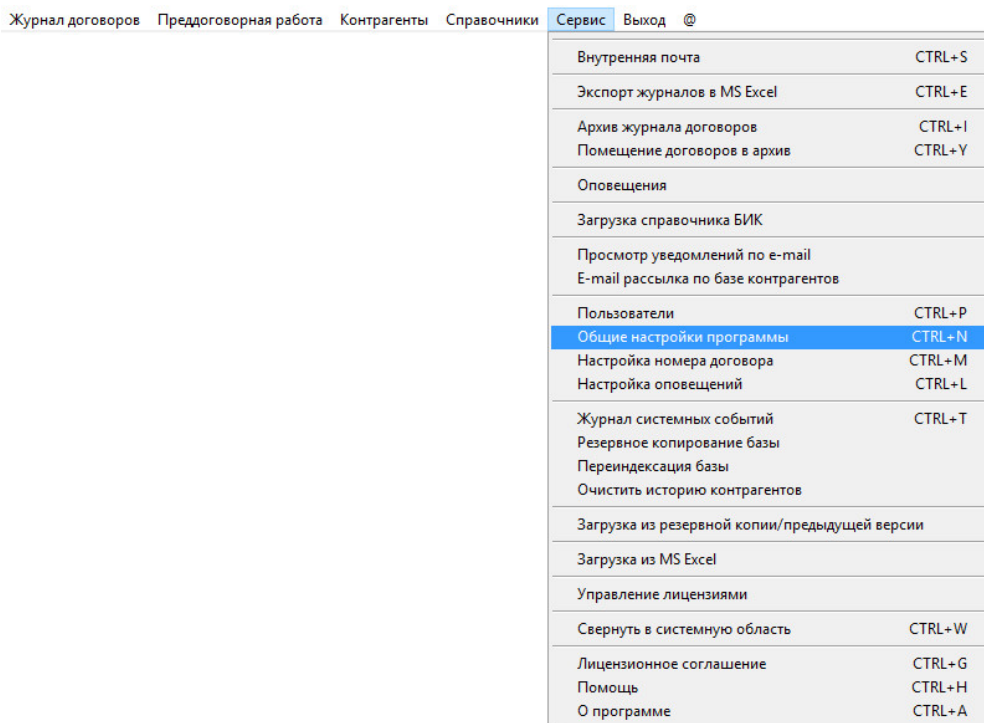 Журнал договоров Преддоговорная работа Контрагенты Справочники Сервис Выход @
Внутренняя почта CTRL+S
Экспорт журналов в MS Excel CTRL+E
Архив журнала договоров CTRL+I
Помещение договоров в архив CTRL+Y
Оповещения
Загрузка справочника БИК
Просмотр уведомлений по e-mail
E-mail рассылка по базе контрагентов
Пользователи CTRL+P
Общие настройки программы CTRL+N
Настройка номера договора CTRL+M
Настройка оповещений CTRL+L
Журнал системных событий CTRL+T
Резервное копирование базы
Переиндексация базы
Очистить историю контрагентов
Загрузка из резервной копии/предыдущей версии
Загрузка из MS Excel
Управление лицензиями
Свернуть в системную область CTRL+W
Лицензионное соглашение CTRL+G
Помощь CTRL+H
О программе CTRL+A